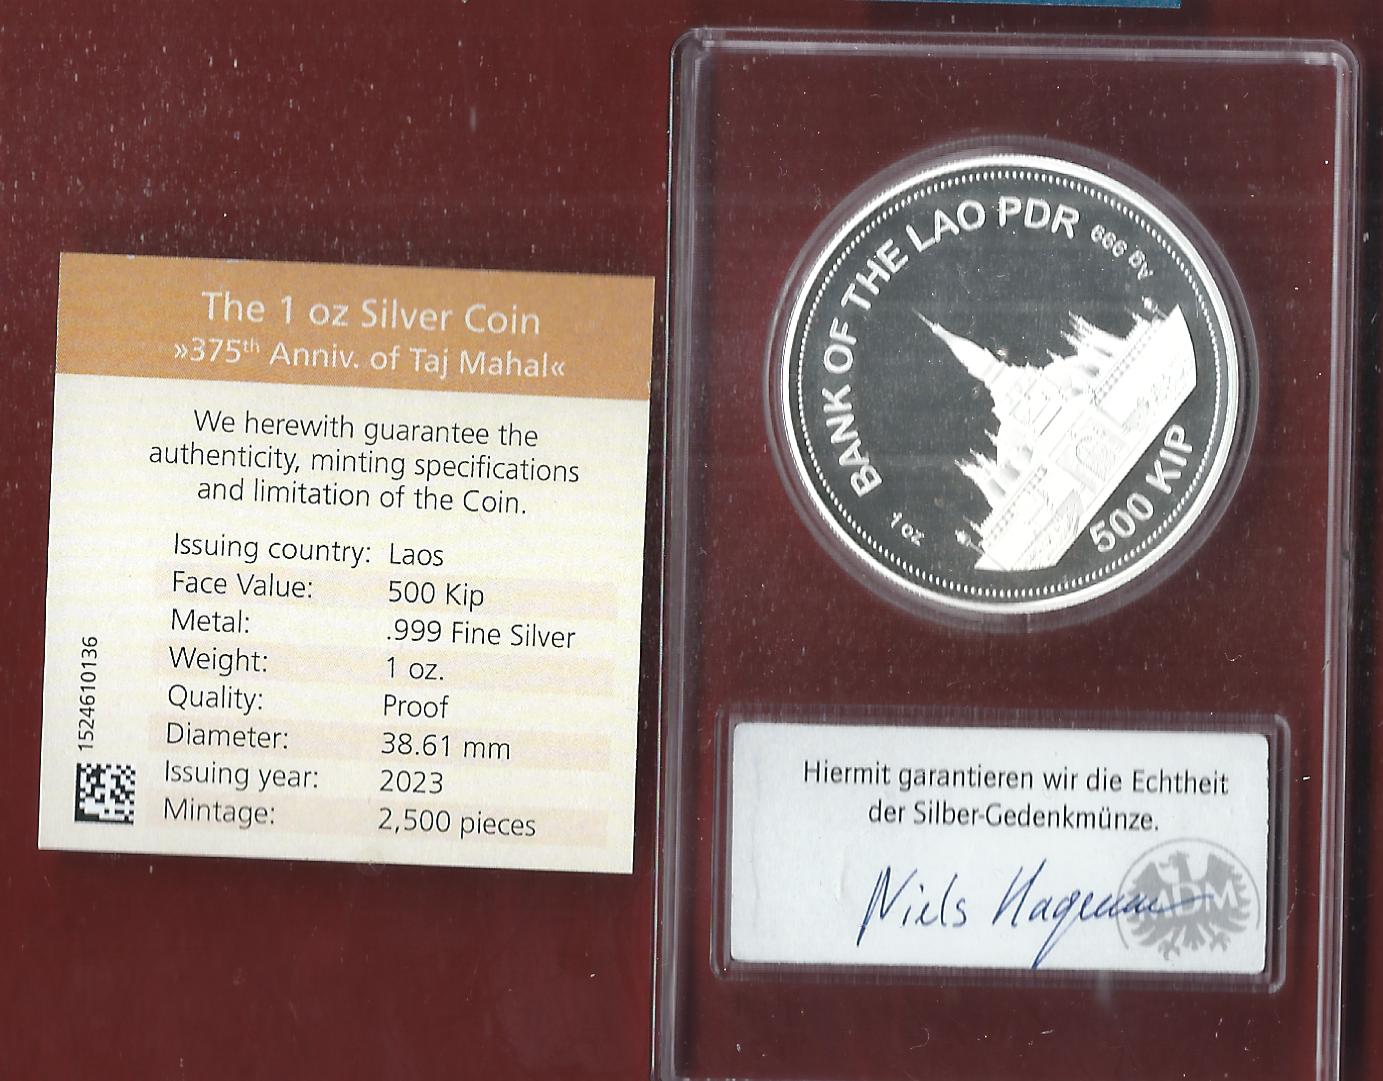 The 1 oz Silver Coin
»375th Anniv. of Taj Mahal«
We herewith guarantee the
authenticity, minting specifications
and limitation of the Coin.
Issuing country: Laos
Face Value: 500 Kip
Metal: .999 Fine Silver
Weight: 1 oz.
Quality: Proof
Diameter: 38.61 mm
Issuing year: 2023
Mintage: 2,500 pieces
1524610136
BANK OF THE LAO PDR
999 Ag
1 oz
500 KIP
Hiermit garantieren wir die Echtheit
der Silber-Gedenkmünze.
Niels
ADM